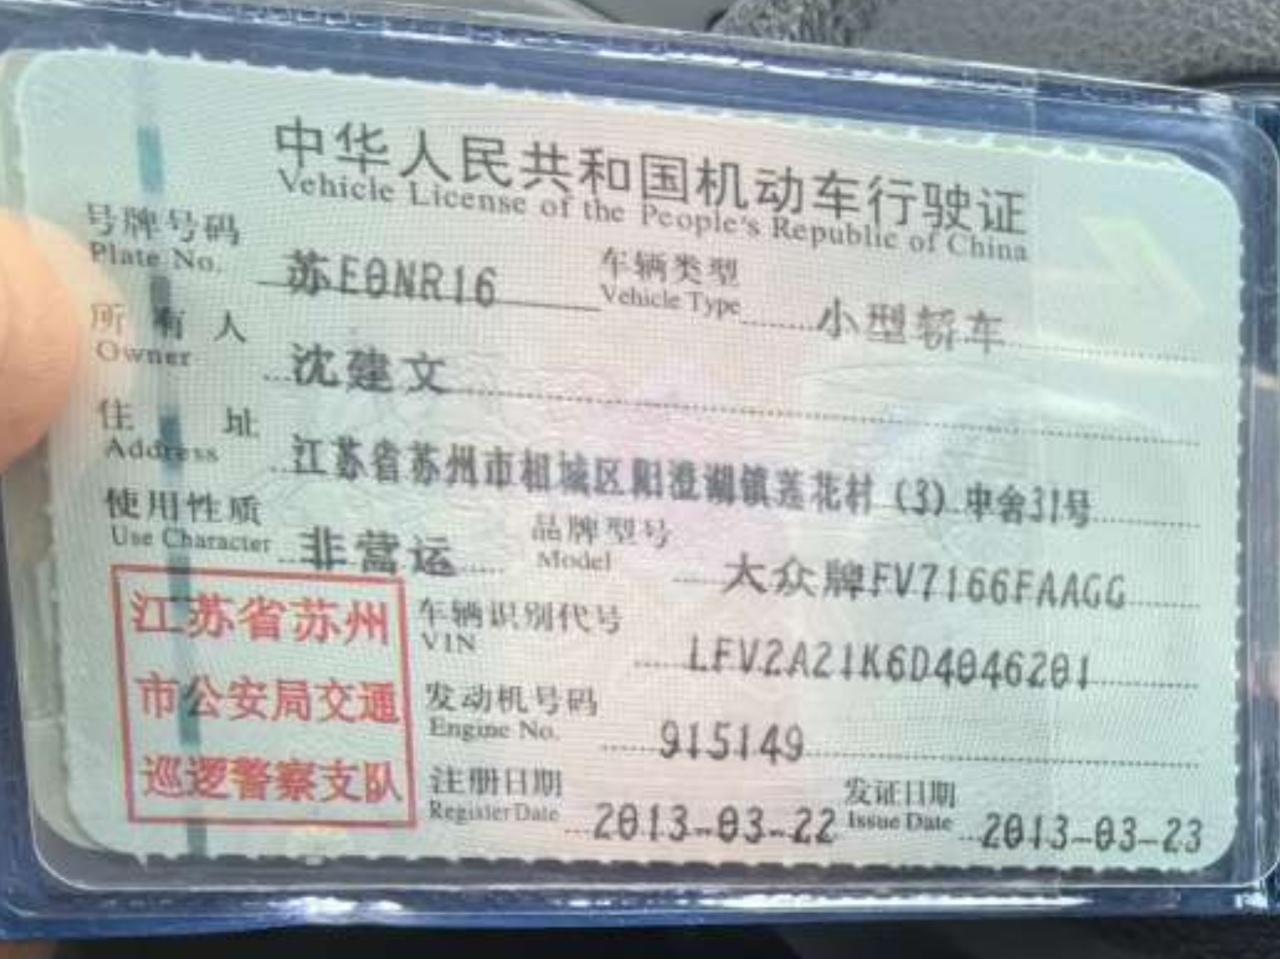 中华人民共和国机动车行驶证
Vehicle License of the People's Republic of China
号牌号码 苏E0NR16 车辆类型 小型轿车
Plate No. Vehicle Type
所有人 沈建文
Owner
住址 江苏省苏州市相城区阳澄湖镇莲花村（3）申舍31号
Address
使用性质 非营运 品牌型号 大众牌FV7166FAAGG
Use Character Model
江苏省苏州
市公安局交通
巡逻警察支队
车辆识别代号 LFV2A21K6D4046201
VIN
发动机号码 915149
Engine No.
注册日期 2013-03-22 发证日期 2013-03-23
Register Date Issue Date